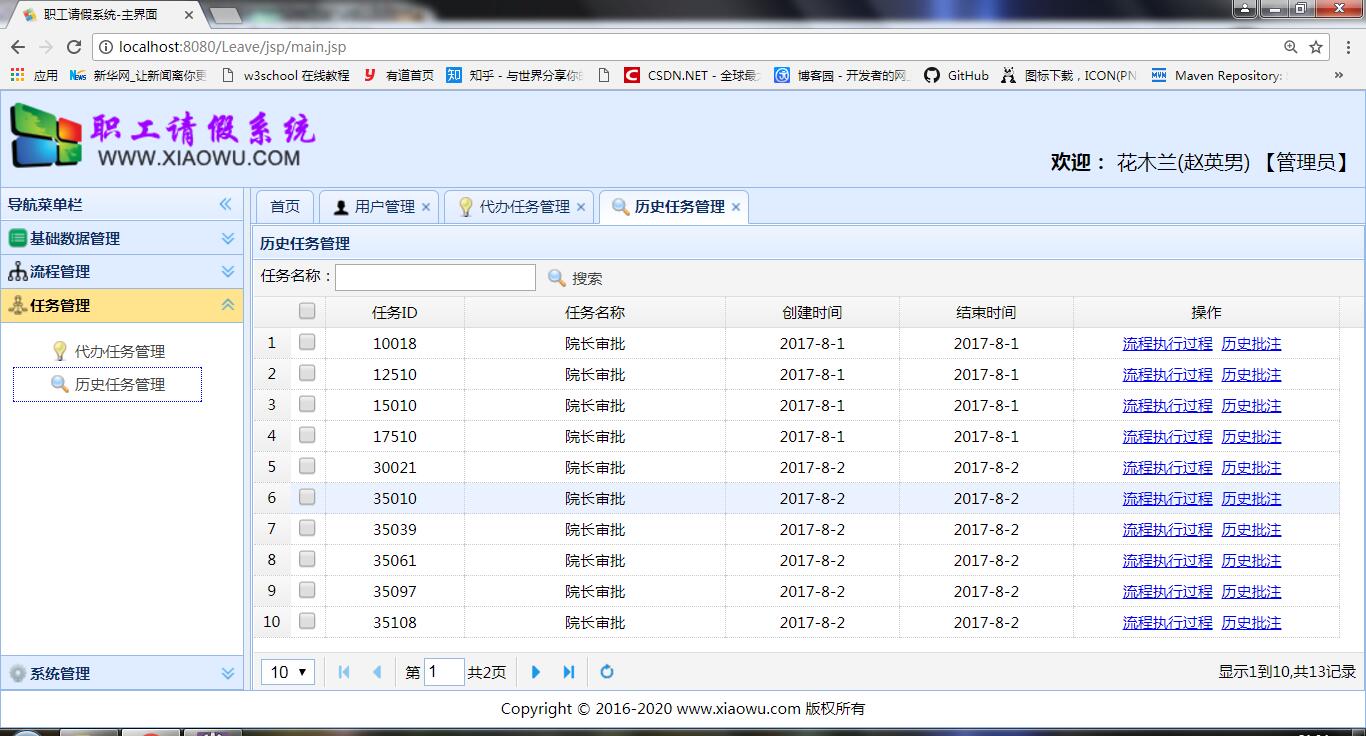 职工请假系统-主界面
localhost:8080/Leave/jsp/main.jsp
应用 新华网_让新闻离你更 w3school 在线教程 有道首页 知乎 - 与世界分享你 CSDN.NET - 全球最 博客园 - 开发者的网 GitHub 图标下载，ICON(PN Maven Repository: »
职工请假系统
WWW.XIAOWU.COM
欢迎： 花木兰(赵英男) 【管理员】
导航菜单栏
基础数据管理
流程管理
任务管理
代办任务管理
历史任务管理
系统管理
首页 用户管理 代办任务管理 历史任务管理
历史任务管理
任务名称： 搜索
任务ID 任务名称 创建时间 结束时间 操作
1 10018 院长审批 2017-8-1 2017-8-1 流程执行过程 历史批注
2 12510 院长审批 2017-8-1 2017-8-1 流程执行过程 历史批注
3 15010 院长审批 2017-8-1 2017-8-1 流程执行过程 历史批注
4 17510 院长审批 2017-8-1 2017-8-1 流程执行过程 历史批注
5 30021 院长审批 2017-8-2 2017-8-2 流程执行过程 历史批注
6 35010 院长审批 2017-8-2 2017-8-2 流程执行过程 历史批注
7 35039 院长审批 2017-8-2 2017-8-2 流程执行过程 历史批注
8 35061 院长审批 2017-8-2 2017-8-2 流程执行过程 历史批注
9 35097 院长审批 2017-8-2 2017-8-2 流程执行过程 历史批注
10 35108 院长审批 2017-8-2 2017-8-2 流程执行过程 历史批注
10 第 1 共2页 显示1到10,共13记录
Copyright © 2016-2020 www.xiaowu.com 版权所有